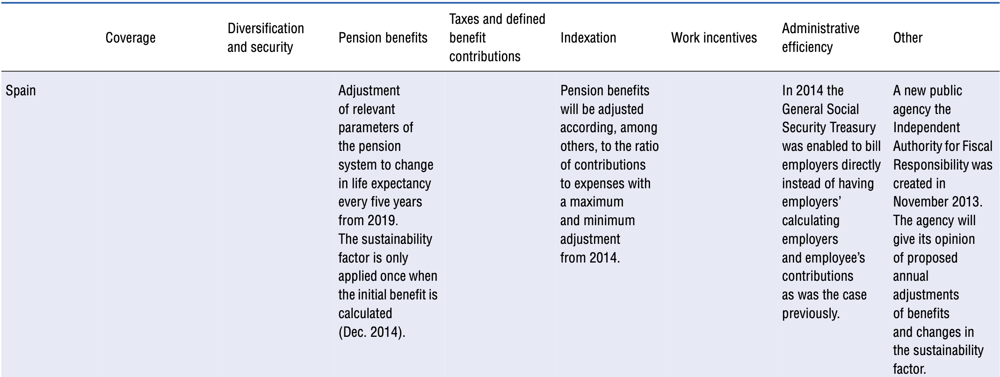 Coverage
Diversification
and security
Pension benefits
Taxes and defined
benefit
contributions
Indexation
Work incentives
Administrative
efficiency
Other
Spain
Adjustment
of relevant
parameters of
the pension
system to change
in life expectancy
every five years
from 2019.
The sustainability
factor is only
applied once when
the initial benefit is
calculated
(Dec. 2014).
Pension benefits
will be adjusted
according, among
others, to the ratio
of contributions
to expenses with
a maximum
and minimum
adjustment
from 2014.
In 2014 the
General Social
Security Treasury
was enabled to bill
employers directly
instead of having
employers’
calculating
employers
and employee’s
contributions
as was the case
previously.
A new public
agency the
Independent
Authority for Fiscal
Responsibility was
created in
November 2013.
The agency will
give its opinion
of proposed
annual
adjustments
of benefits
and changes in
the sustainability
factor.